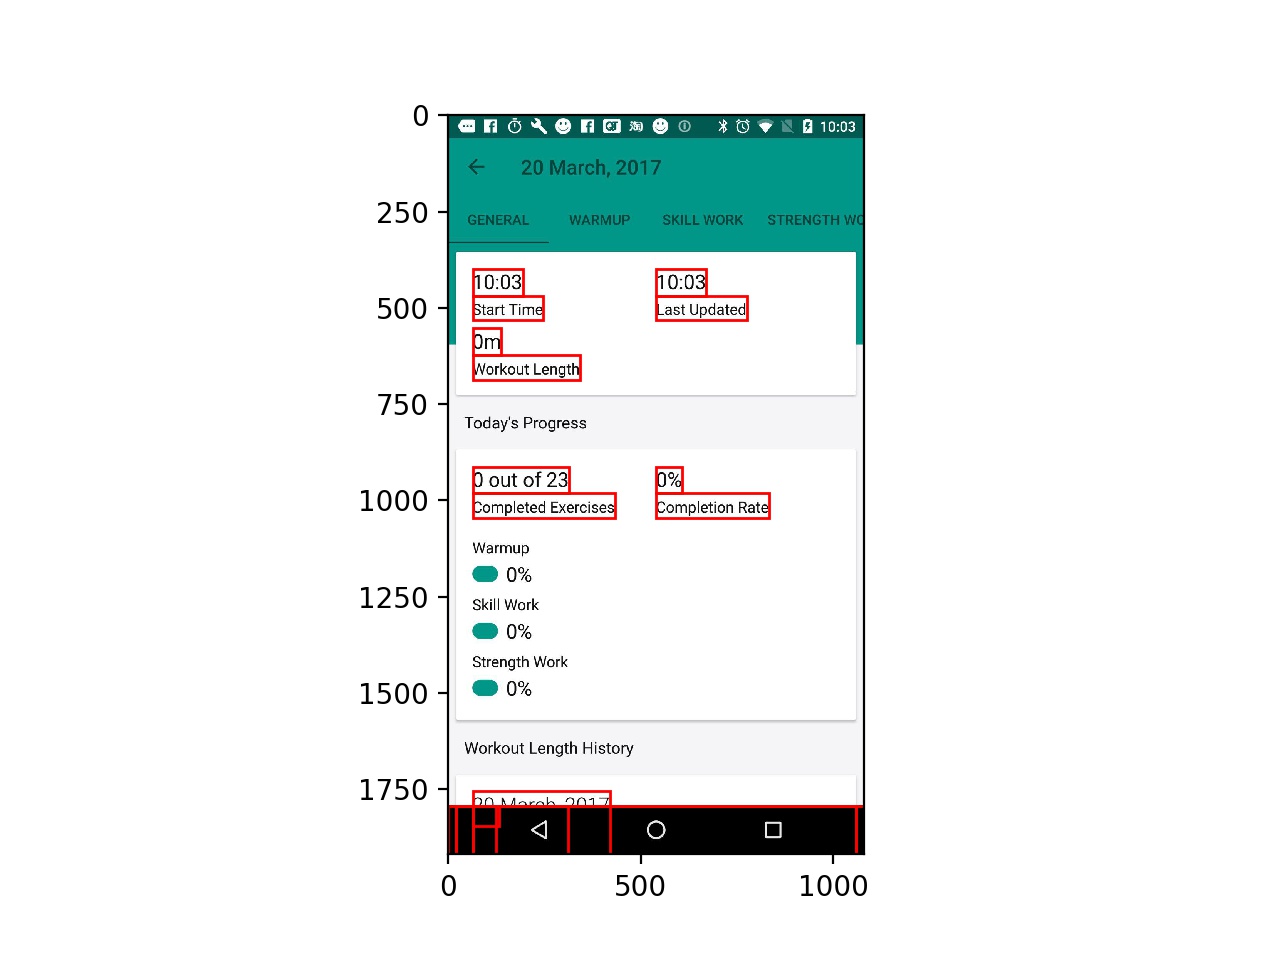 0
10:03
20 March, 2017
250
GENERAL WARMUP SKILL WORK STRENGTH WO
10:03 10:03
500
Start Time Last Updated
0m
Workout Length
750
Today's Progress
0 out of 23 0%
1000
Completed Exercises Completion Rate
Warmup
0%
1250
Skill Work
0%
Strength Work
0%
1500
Workout Length History
1750
20 March, 2017
0 500 1000